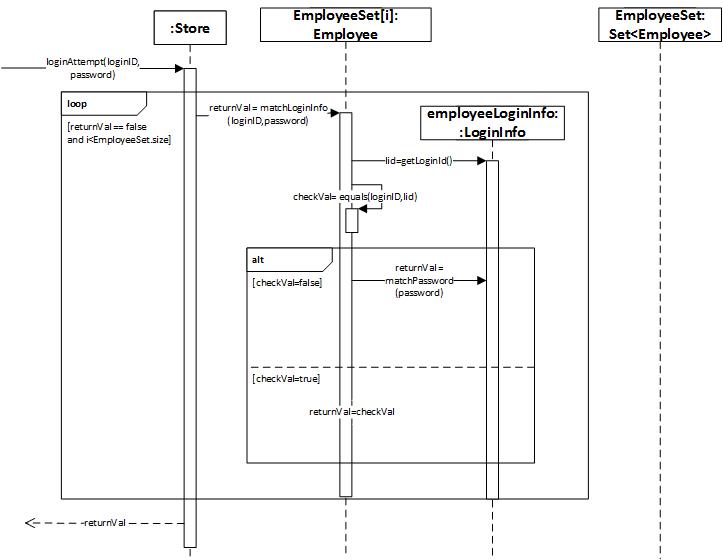 :Store
EmployeeSet[i]:
Employee
EmployeeSet:
Set<Employee>
loginAttempt(loginID,
password)
loop
[returnVal== false
and i<EmployeeSet.size]
returnVal= matchLoginInfo
(loginID,password)
employeeLoginInfo:
:LoginInfo
lid=getLoginId()
checkVal= equals(loginID,lid)
alt
[checkVal=false]
returnVal=
matchPassword
(password)
[checkVal=true]
returnVal=checkVal
returnVal